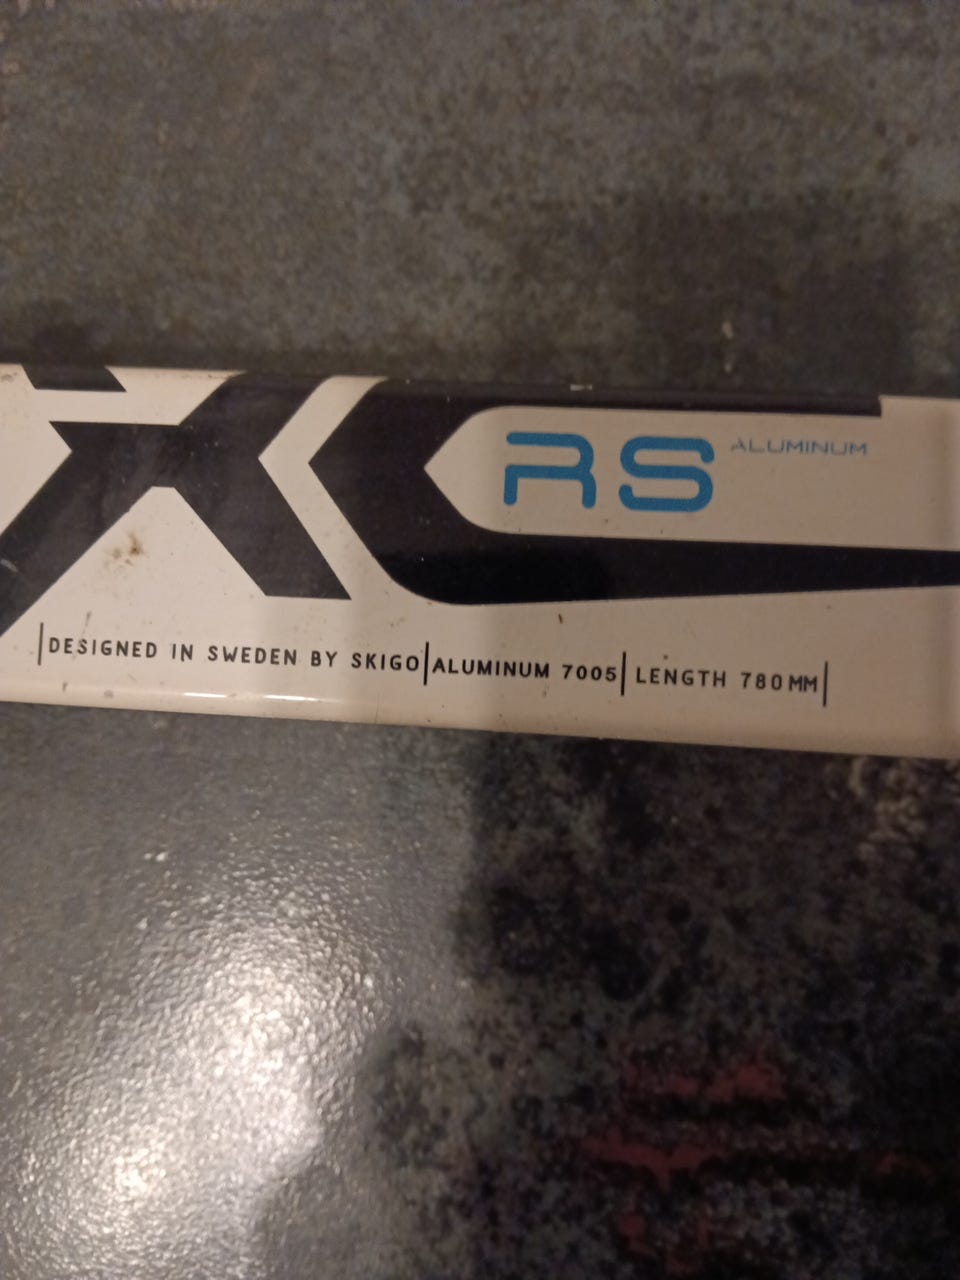 RS ALUMINUM
|DESIGNED IN SWEDEN BY SKIGO|ALUMINUM 7005| LENGTH 780MM|